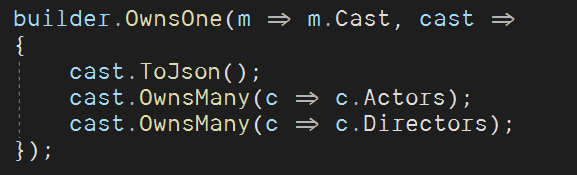 builder.OwnsOne(m => m.Cast, cast =>
{
    cast.ToJson();
    cast.OwnsMany(c => c.Actors);
    cast.OwnsMany(c => c.Directors);
});